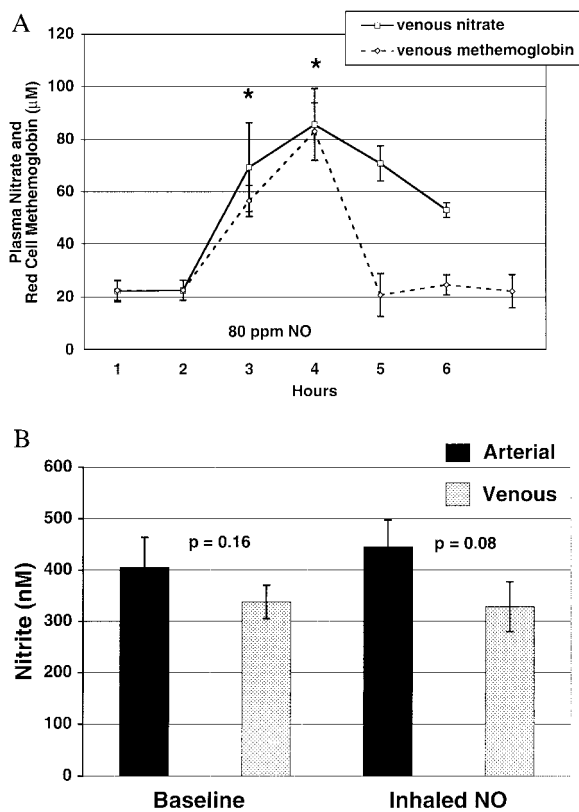 A
venous nitrate
venous methemoglobin
Plasma Nitrate and
Red Cell Methemoglobin (μM)
120
100
80
60
40
20
0
* *
80 ppm NO
1 2 3 4 5 6
Hours
B
Arterial
Venous
Nitrite (nM)
600
500
400
300
200
100
0
p = 0.16 p = 0.08
Baseline Inhaled NO